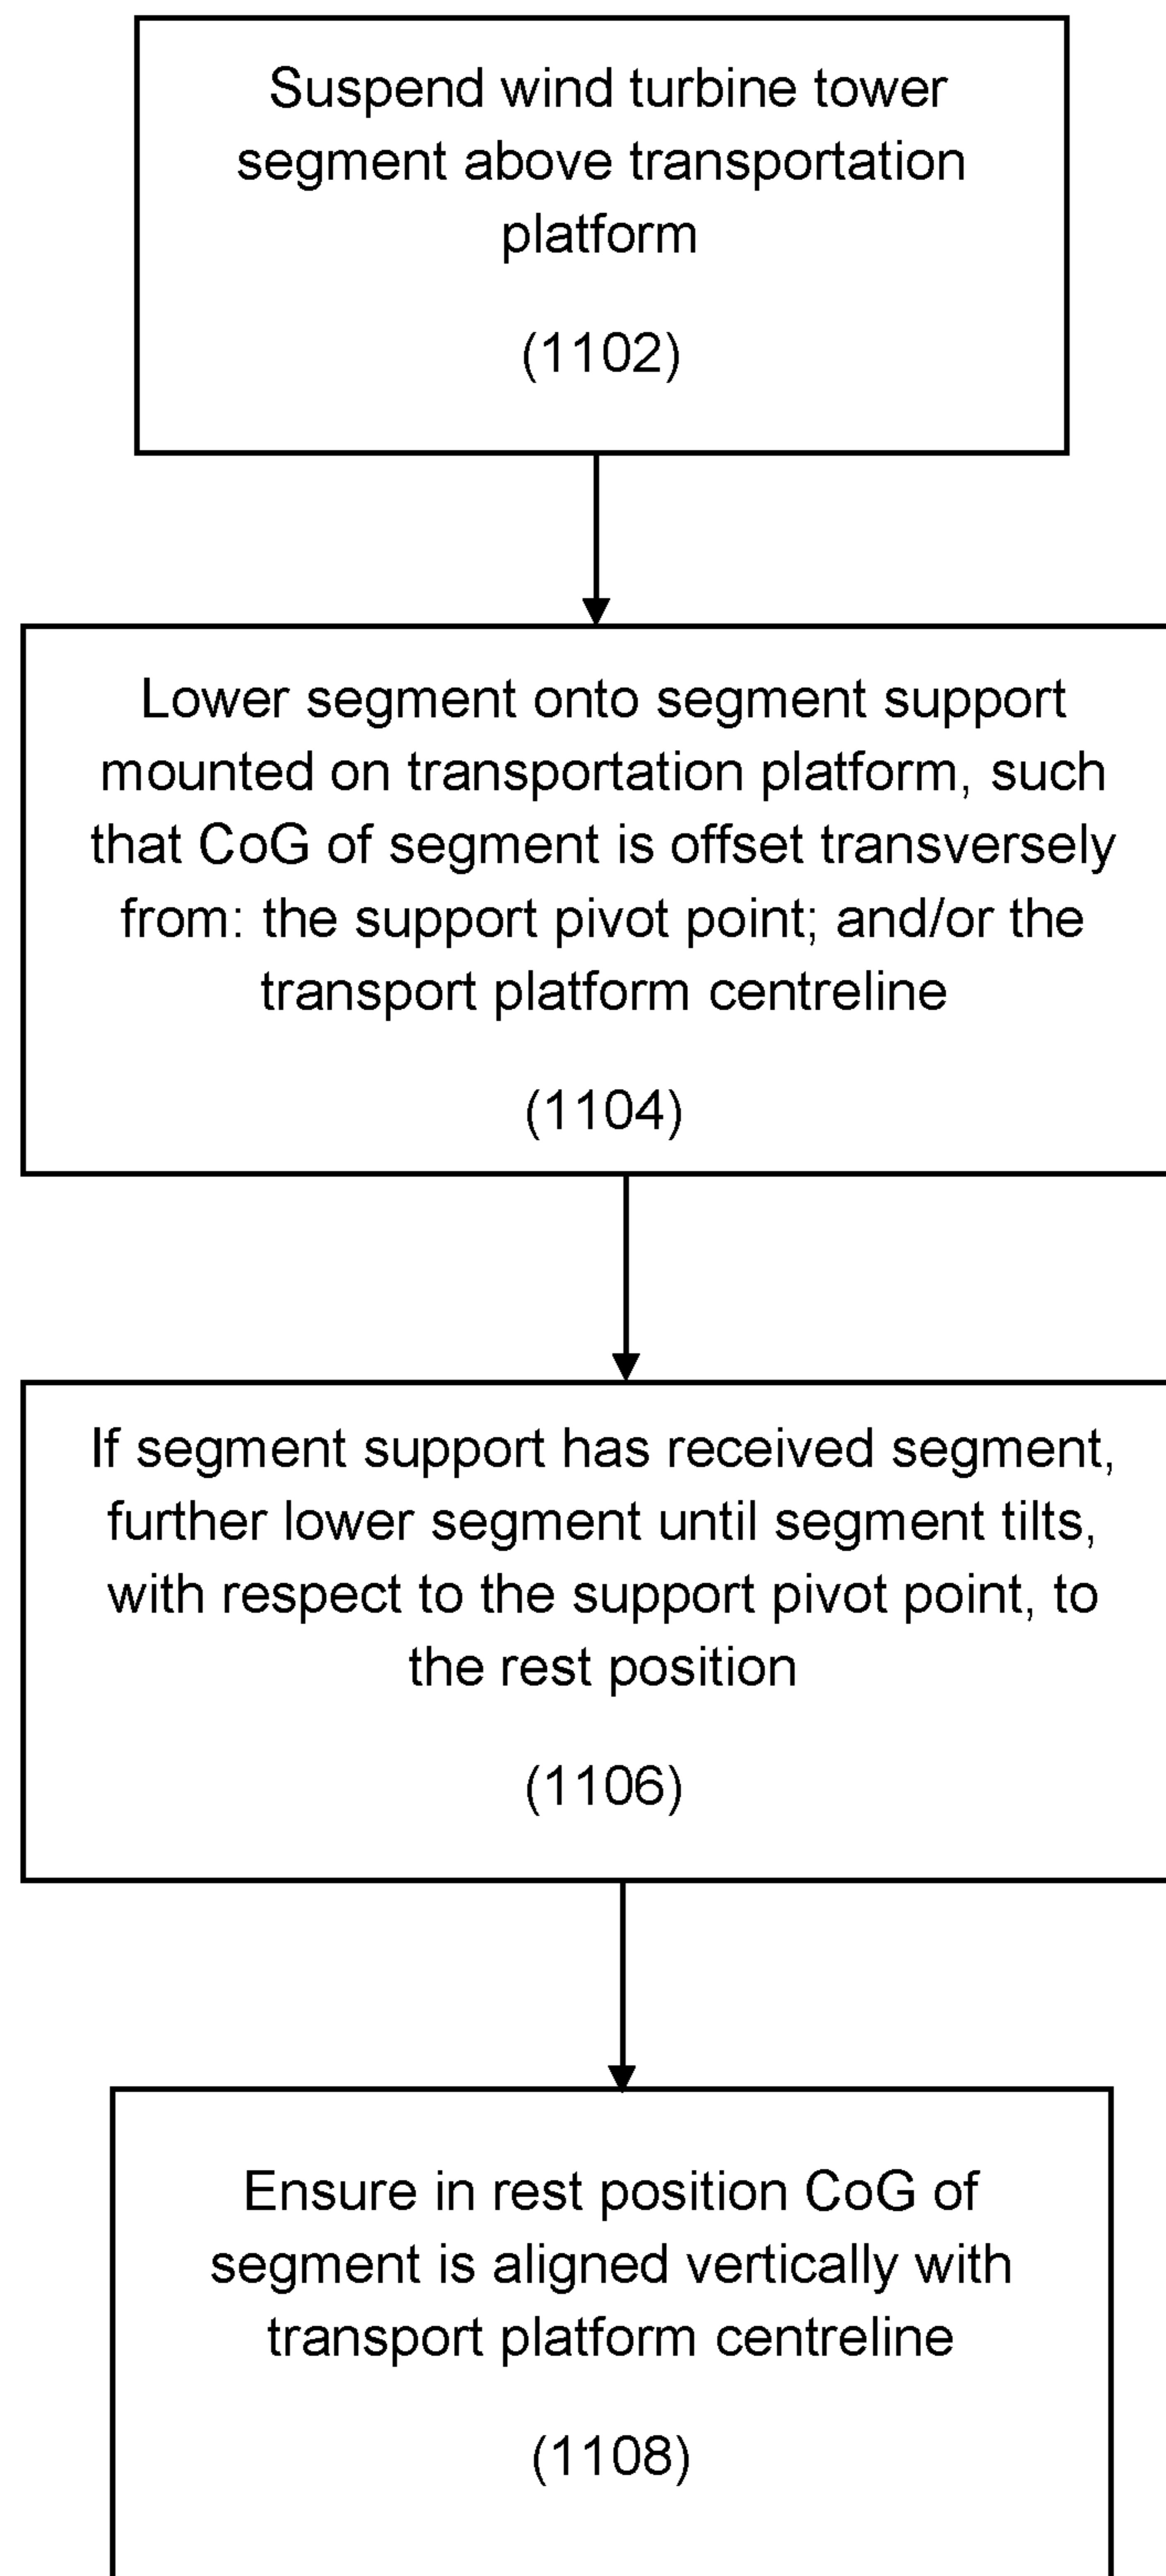 Suspend wind turbine tower
segment above transportation
platform
(1102)
Lower segment onto segment support
mounted on transportation platform, such
that CoG of segment is offset transversely
from: the support pivot point; and/or the
transport platform centreline
(1104)
If segment support has received segment,
further lower segment until segment tilts,
with respect to the support pivot point, to
the rest position
(1106)
Ensure in rest position CoG of
segment is aligned vertically with
transport platform centreline
(1108)